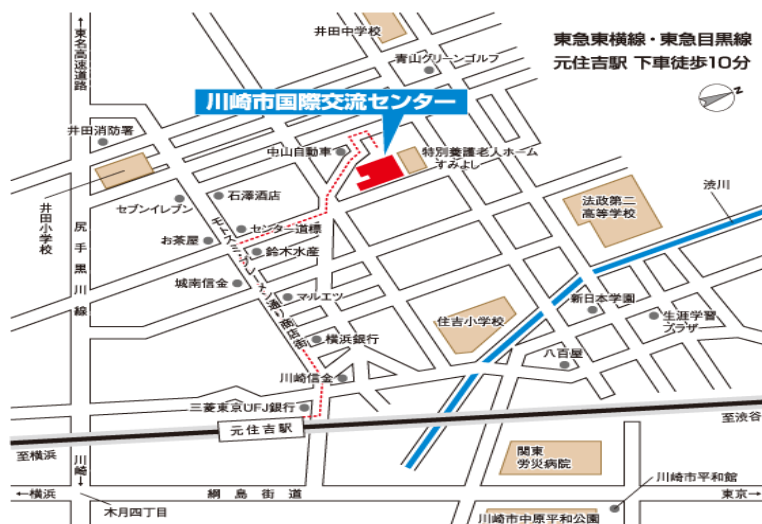 井田中学校
東急東横線・東急目黒線
元住吉駅 下車徒歩10分
青山グリーンゴルフ
←東名高速道路
N
川崎市国際交流センター
井田消防署
中山自動車
特別養護老人ホーム
すみよし
渋川
井田小学校
セブンイレブン
石澤酒店
法政第二
高等学校
センター道標
お茶屋
鈴木水産
尻手黒川線
モトスミ・ブレーメン通り商店街
城南信金
マルエツ
新日本学園
住吉小学校
生涯学習
プラザ
横浜銀行
八百屋
川崎信金
三菱東京UFJ銀行
元住吉駅
至渋谷
至横浜
川崎→
関東
労災病院
川崎市平和館
←横浜
綱島街道
東京→
木月四丁目
川崎市中原平和公園